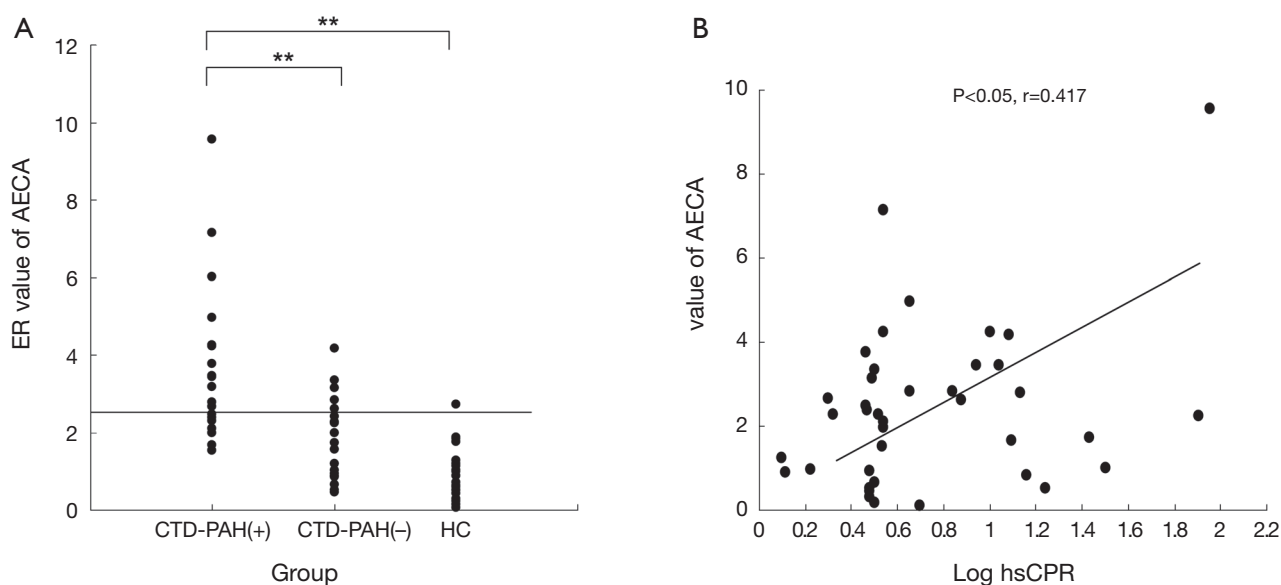 A
**
**
12
10
8
6
4
2
0
ER value of AECA
CTD-PAH(+) CTD-PAH(–) HC
Group
B
P<0.05, r=0.417
10
8
6
4
2
0
value of AECA
0 0.2 0.4 0.6 0.8 1 1.2 1.4 1.6 1.8 2 2.2
Log hsCPR